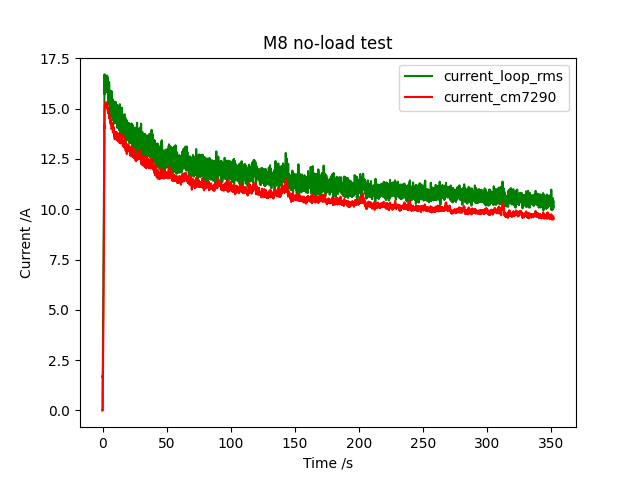 M8 no-load test
17.5
15.0
12.5
10.0
7.5
5.0
2.5
0.0
Current /A
current_loop_rms
current_cm7290
0 50 100 150 200 250 300 350
Time /s